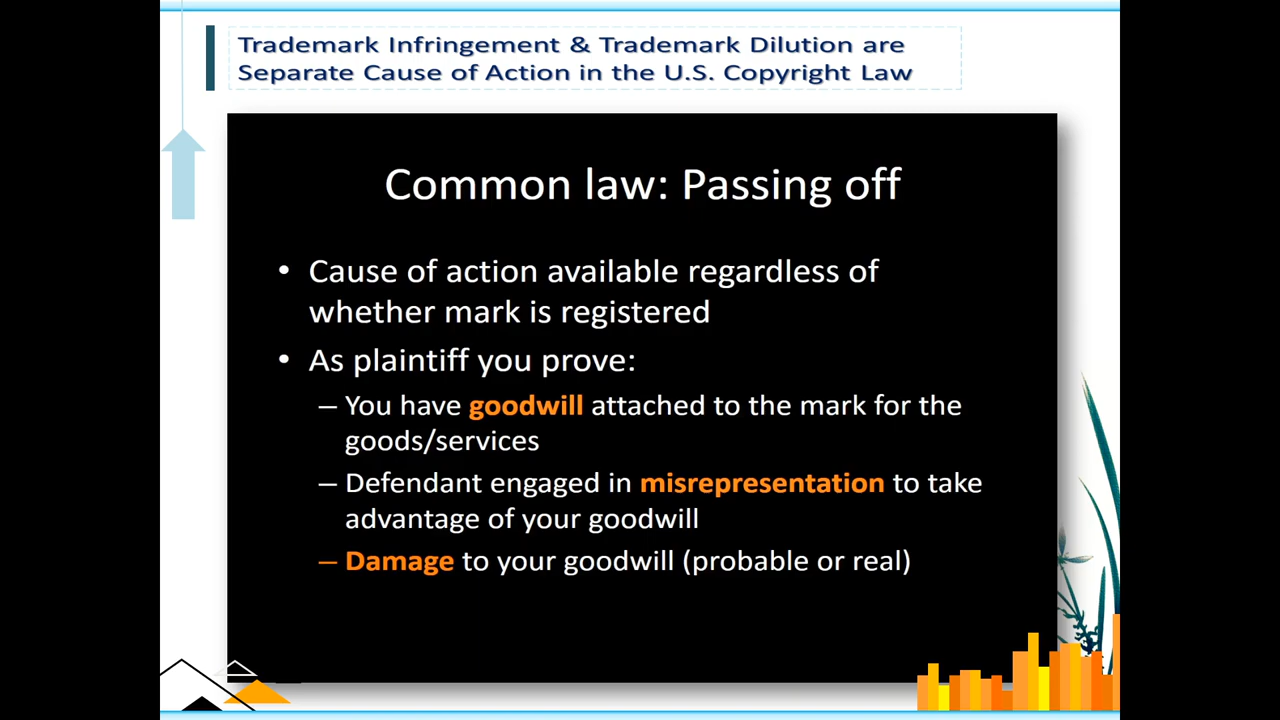 Trademark Infringement & Trademark Dilution are
Separate Cause of Action in the U.S. Copyright Law
Common law: Passing off
• Cause of action available regardless of
whether mark is registered
• As plaintiff you prove:
– You have goodwill attached to the mark for the
goods/services
– Defendant engaged in misrepresentation to take
advantage of your goodwill
– Damage to your goodwill (probable or real)